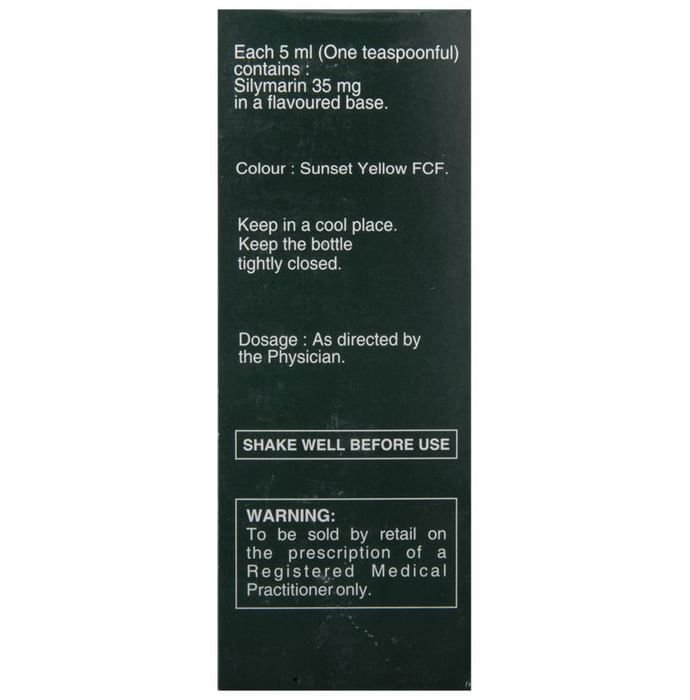 Each 5 ml (One teaspoonful)
contains :
Silymarin 35 mg
in a flavoured base.
Colour : Sunset Yellow FCF.
Keep in a cool place.
Keep the bottle
tightly closed.
Dosage : As directed by
the Physician.
SHAKE WELL BEFORE USE
WARNING:
To be sold by retail on
the prescription of a
Registered Medical
Practitioner only.